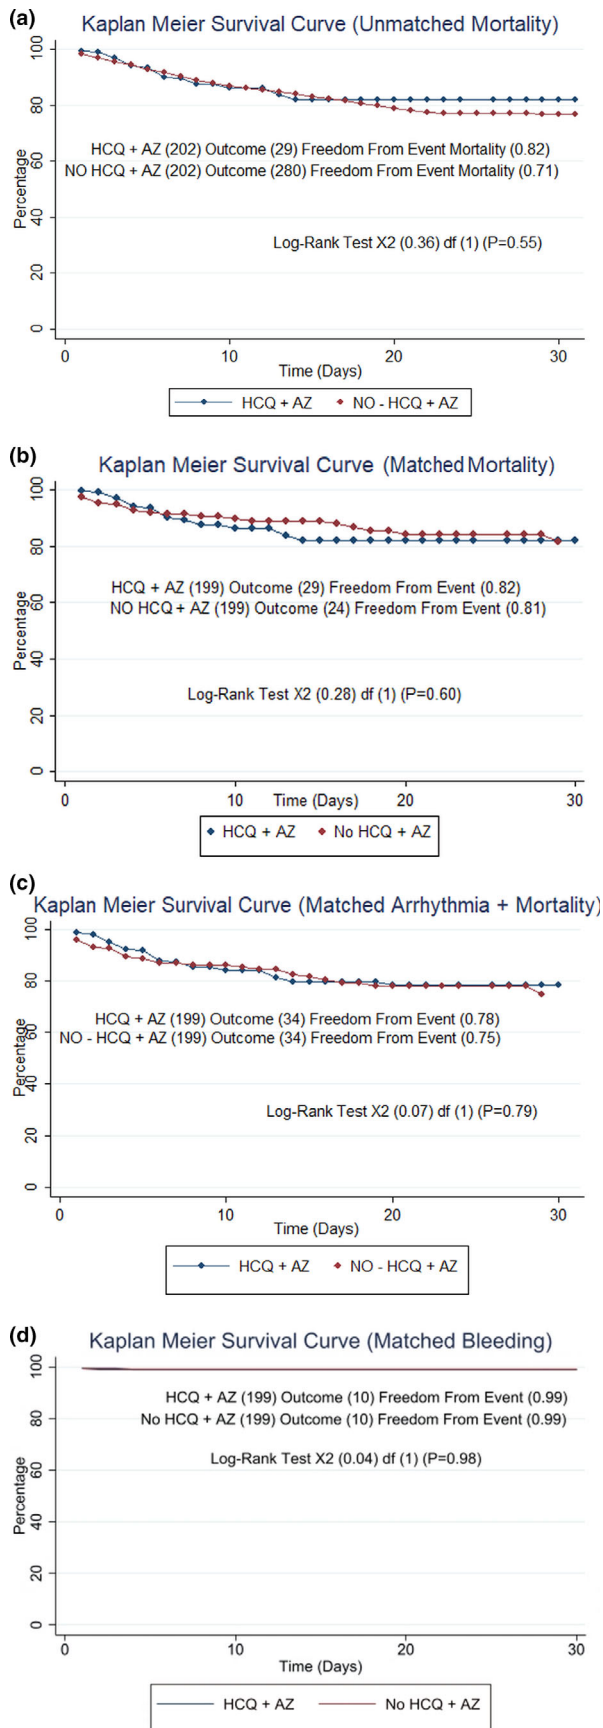 (a)
Kaplan Meier Survival Curve (Unmatched Mortality)
100
80
60
40
20
0
Percentage
HCQ + AZ (202) Outcome (29) Freedom From Event Mortality (0.82)
NO HCQ + AZ (202) Outcome (280) Freedom From Event Mortality (0.71)
Log-Rank Test X2 (0.36) df (1) (P=0.55)
0 10 20 30
Time (Days)
HCQ + AZ NO - HCQ + AZ
(b)
Kaplan Meier Survival Curve (Matched Mortality)
100
80
60
40
20
0
Percentage
HCQ + AZ (199) Outcome (29) Freedom From Event (0.82)
NO HCQ + AZ (199) Outcome (24) Freedom From Event (0.81)
Log-Rank Test X2 (0.28) df (1) (P=0.60)
0 10 20 30
Time (Days)
HCQ + AZ No HCQ + AZ
(c)
Kaplan Meier Survival Curve (Matched Arrhythmia + Mortality)
100
80
60
40
20
0
Percentage
HCQ + AZ (199) Outcome (34) Freedom From Event (0.78)
NO - HCQ + AZ (199) Outcome (34) Freedom From Event (0.75)
Log-Rank Test X2 (0.07) df (1) (P=0.79)
0 10 20 30
Time (Days)
HCQ + AZ NO - HCQ + AZ
(d)
Kaplan Meier Survival Curve (Matched Bleeding)
100
80
60
40
20
0
Percentage
HCQ + AZ (199) Outcome (10) Freedom From Event (0.99)
No HCQ + AZ (199) Outcome (10) Freedom From Event (0.99)
Log-Rank Test X2 (0.04) df (1) (P=0.98)
0 10 20 30
Time (Days)
HCQ + AZ No HCQ + AZ